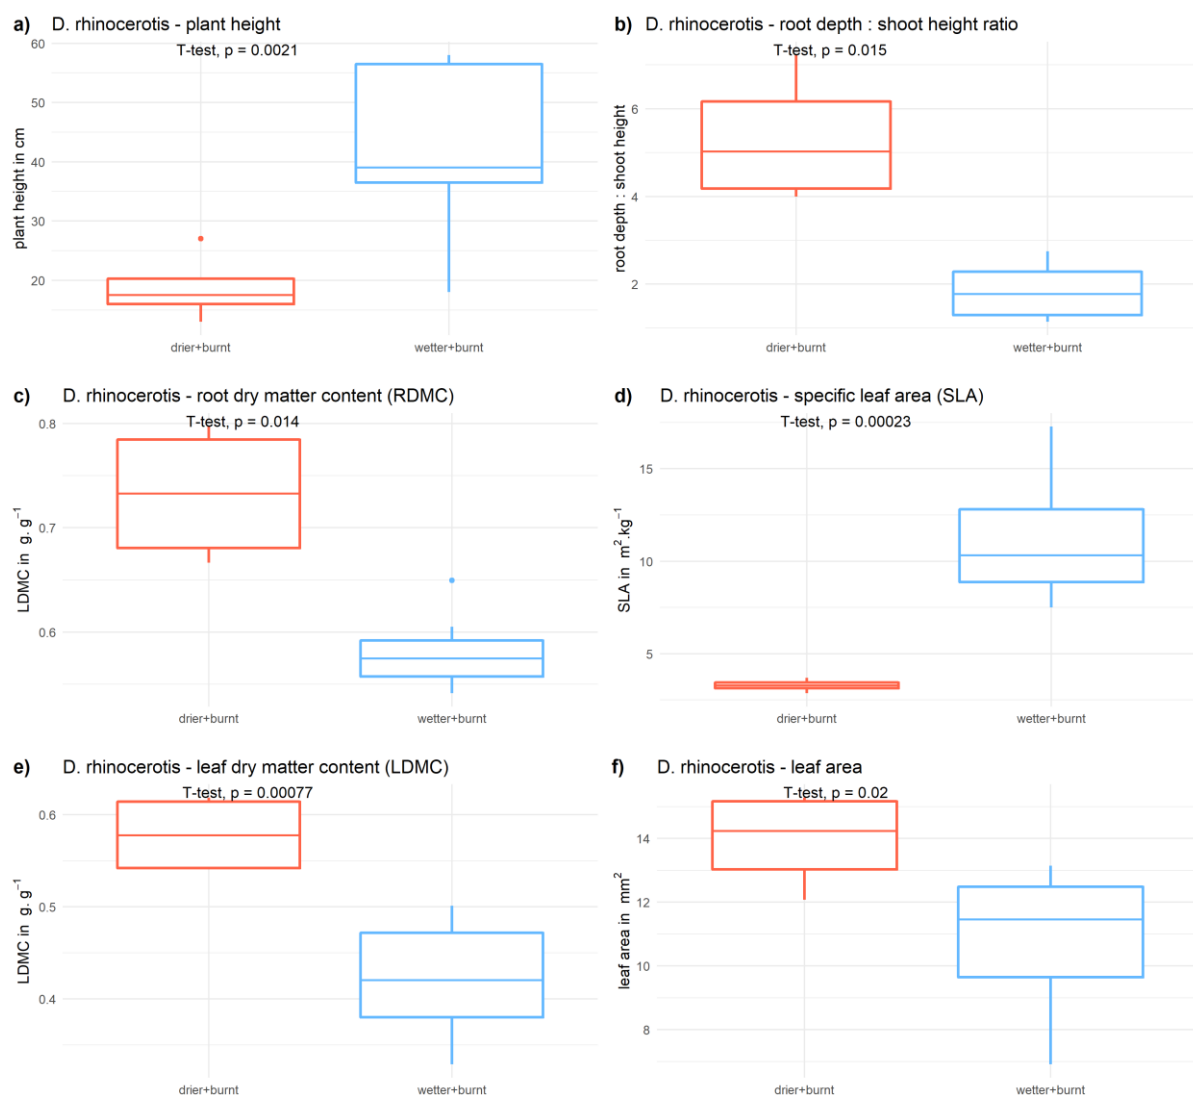 a) D. rhinocerotis - plant height
T-test, p = 0.0021
plant height in cm
60
50
40
30
20
drier+burnt
wetter+burnt
b) D. rhinocerotis - root depth : shoot height ratio
T-test, p = 0.015
root depth : shoot height
6
4
2
drier+burnt
wetter+burnt
c) D. rhinocerotis - root dry matter content (RDMC)
T-test, p = 0.014
LDMC in g. g⁻¹
0.8
0.7
0.6
drier+burnt
wetter+burnt
d) D. rhinocerotis - specific leaf area (SLA)
T-test, p = 0.00023
SLA in m².kg⁻¹
15
10
5
drier+burnt
wetter+burnt
e) D. rhinocerotis - leaf dry matter content (LDMC)
T-test, p = 0.00077
LDMC in g. g⁻¹
0.6
0.5
0.4
drier+burnt
wetter+burnt
f) D. rhinocerotis - leaf area
T-test, p = 0.02
leaf area in mm²
14
12
10
8
drier+burnt
wetter+burnt